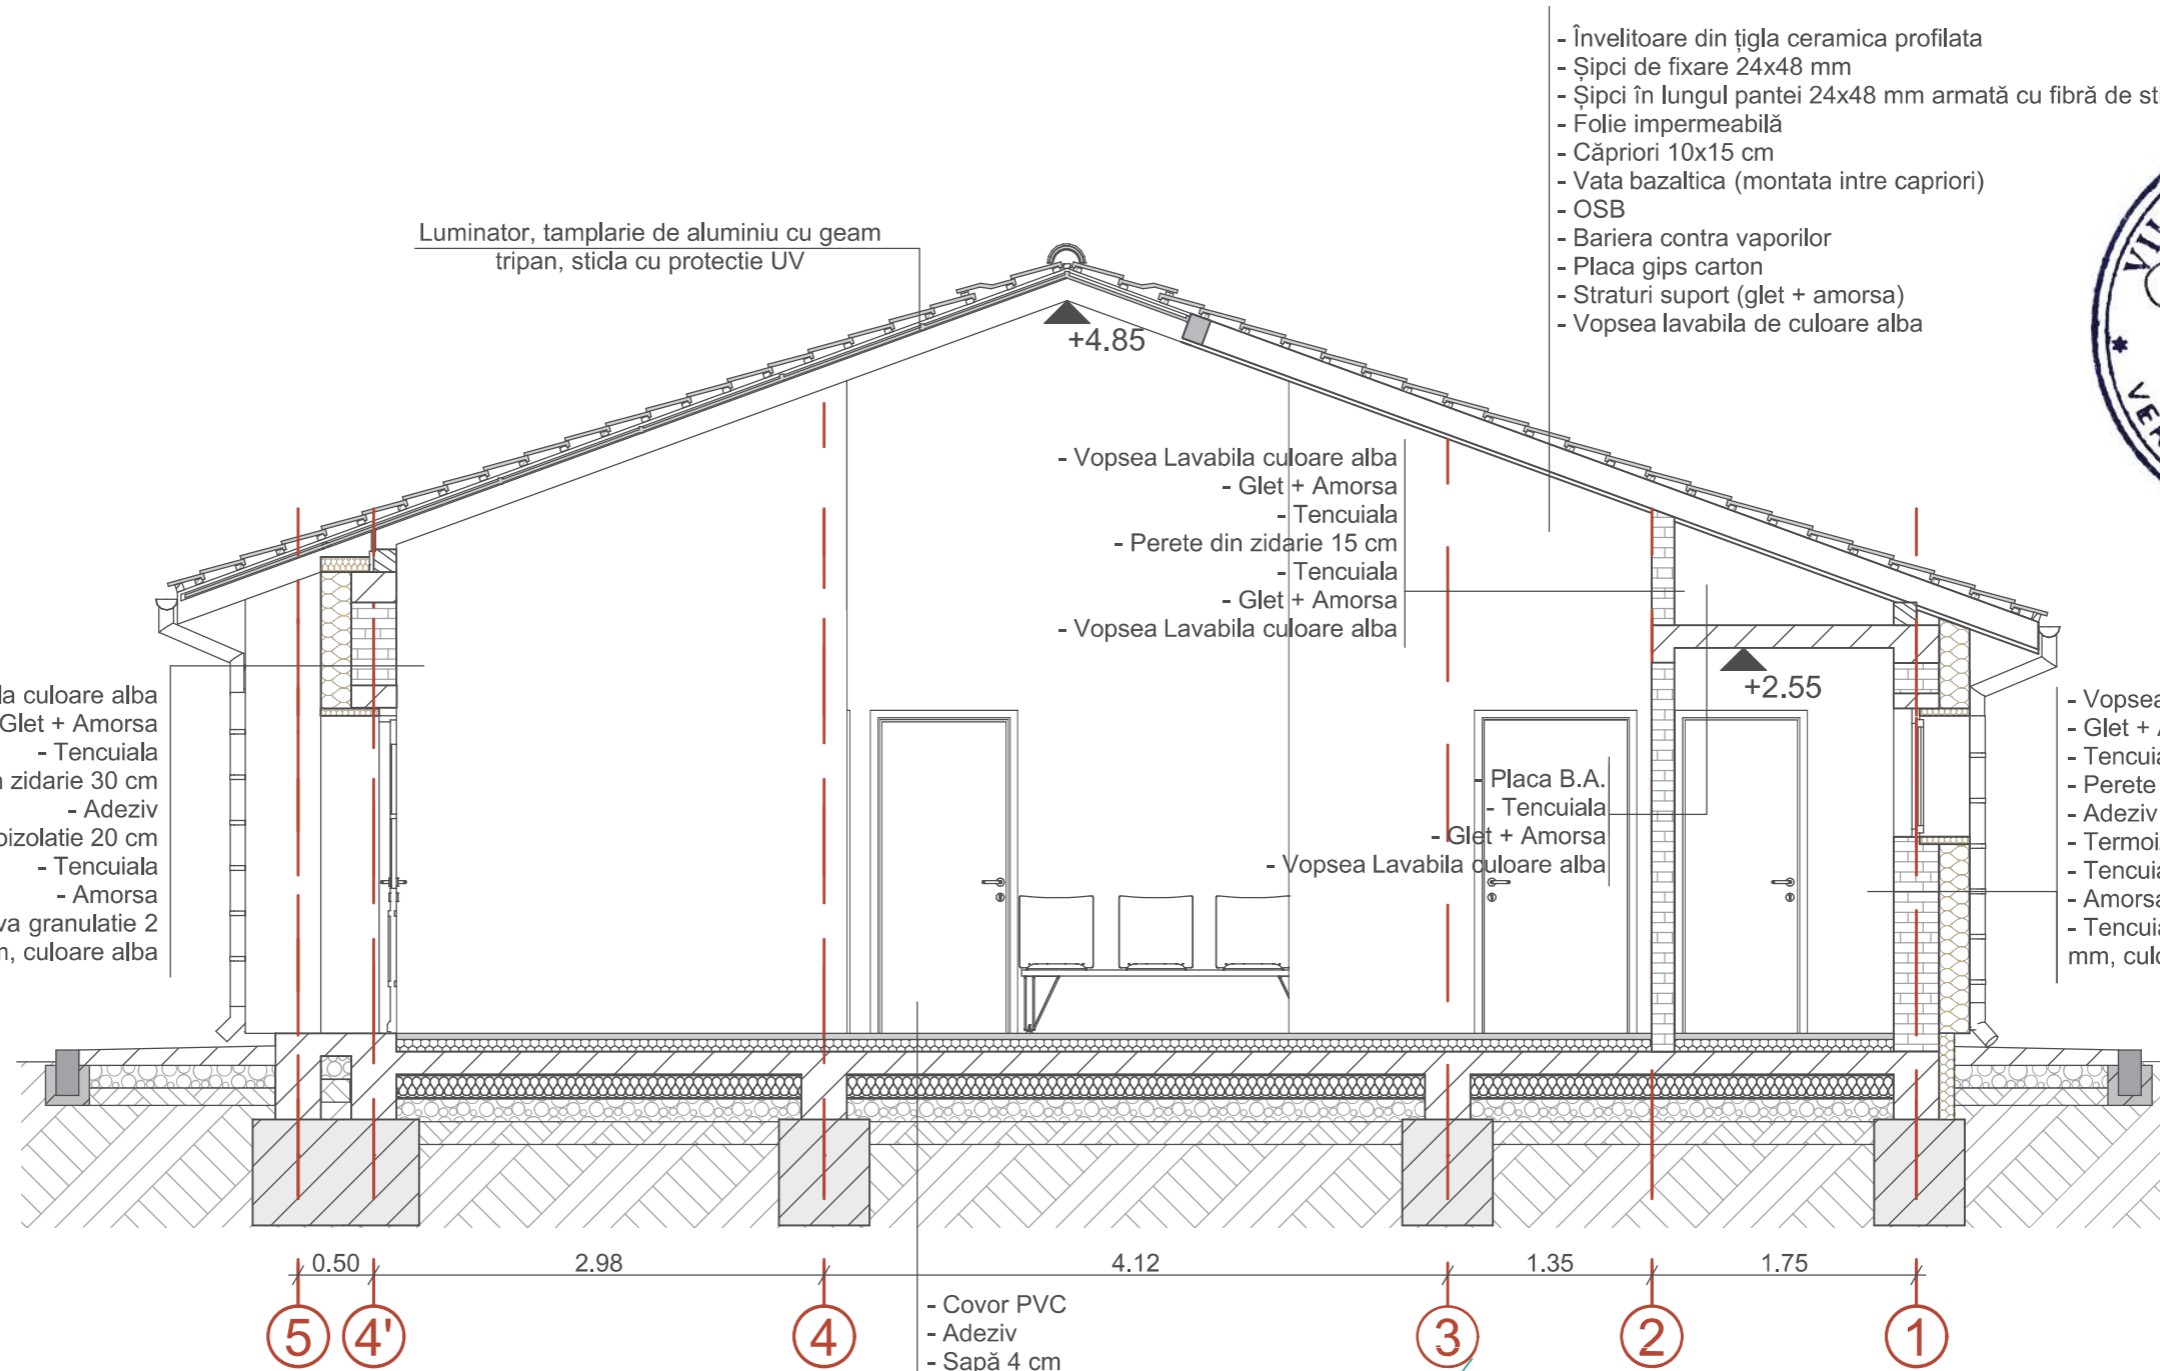 - Învelitoare din țigla ceramica profilata
- Șipci de fixare 24x48 mm
- Șipci în lungul pantei 24x48 mm armată cu fibră de sti
- Folie impermeabilă
- Căpriori 10x15 cm
- Vata bazaltica (montata intre capriori)
- OSB
- Bariera contra vaporilor
- Placa gips carton
- Straturi suport (glet + amorsa)
- Vopsea lavabila de culoare alba
Luminator, tamplarie de aluminiu cu geam
tripan, sticla cu protectie UV
+4.85
- Vopsea Lavabila culoare alba
- Glet + Amorsa
- Tencuiala
- Perete din zidarie 15 cm
- Tencuiala
- Glet + Amorsa
- Vopsea Lavabila culoare alba
+2.55
la culoare alba
Glet + Amorsa
- Tencuiala
n zidarie 30 cm
- Adeziv
oizolatie 20 cm
- Tencuiala
- Amorsa
va granulatie 2
m, culoare alba
- Placa B.A.
- Tencuiala
- Glet + Amorsa
- Vopsea Lavabila culoare alba
- Vopsea
- Glet + A
- Tencuia
- Perete
- Adeziv
- Termoiz
- Tencuia
- Amorsa
- Tencuia
mm, culo
0.50 2.98 4.12 1.35 1.75
5 4' 4 3 2 1
- Covor PVC
- Adeziv
- Sapă 4 cm